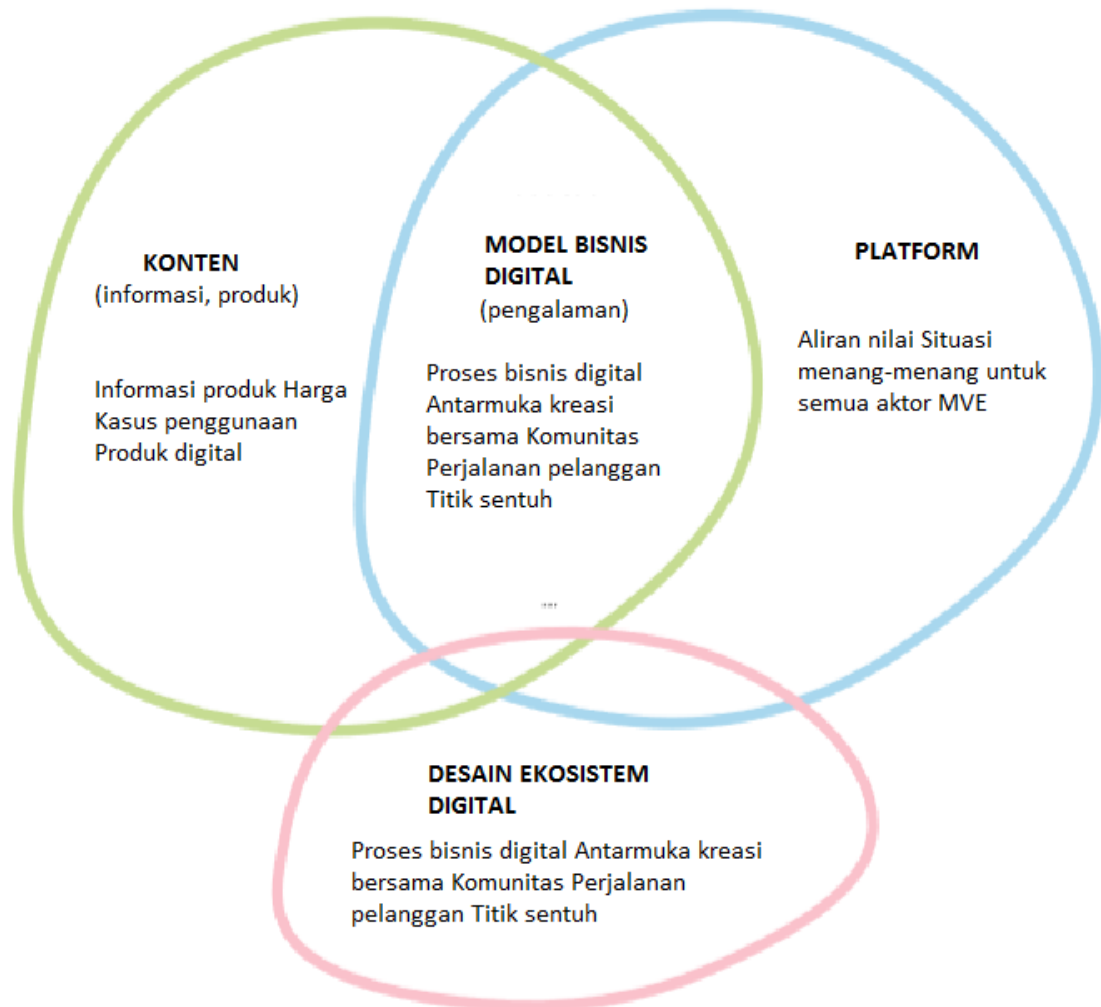 KONTEN
(informasi, produk)
Informasi produk Harga
Kasus penggunaan
Produk digital
MODEL BISNIS
DIGITAL
(pengalaman)
Proses bisnis digital
Antarmuka kreasi
bersama Komunitas
Perjalanan pelanggan
Titik sentuh
PLATFORM
Aliran nilai Situasi
menang-menang untuk
semua aktor MVE
DESAIN EKOSISTEM
DIGITAL
Proses bisnis digital Antarmuka kreasi
bersama Komunitas Perjalanan
pelanggan Titik sentuh